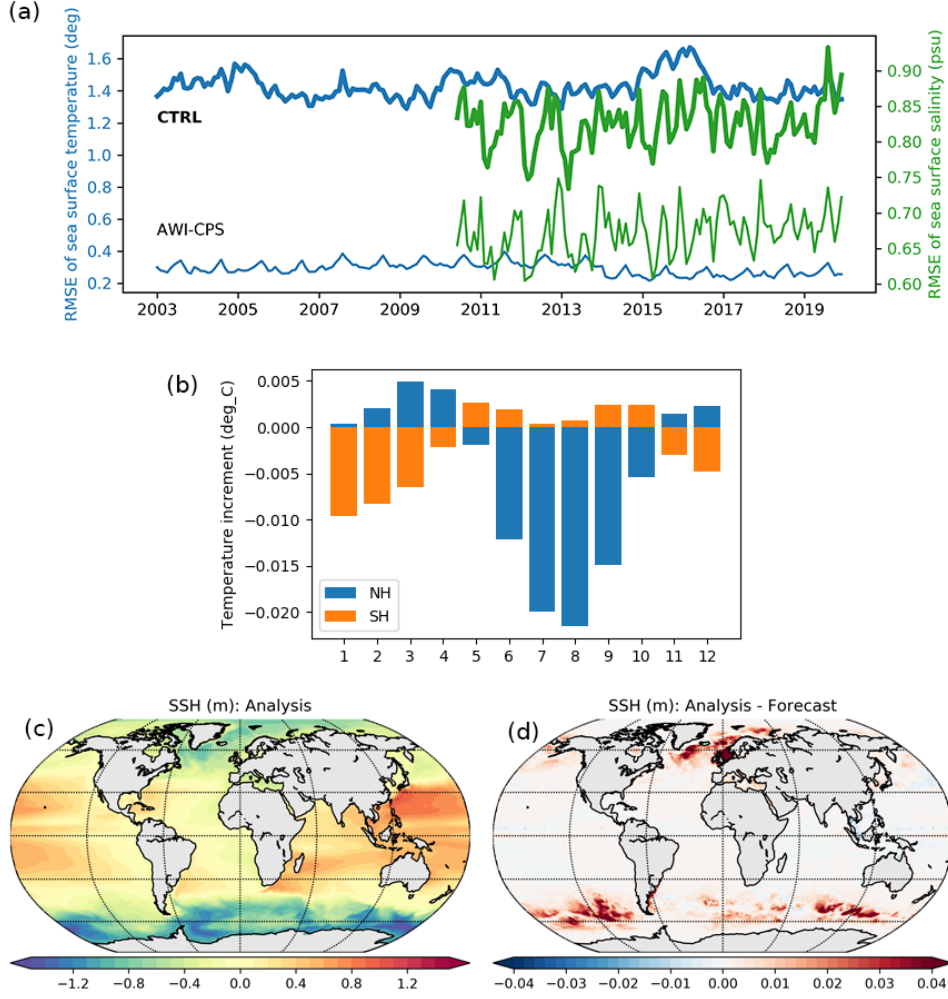 (a)
RMSE of sea surface temperature (deg)
1.6
1.4
1.2
1.0
0.8
0.6
0.4
0.2
CTRL
AWI-CPS
0.90
0.85
0.80
0.75
0.70
0.65
0.60
RMSE of sea surface salinity (psu)
2003 2005 2007 2009 2011 2013 2015 2017 2019
(b)
Temperature increment (deg_C)
0.005
0.000
−0.005
−0.010
−0.015
−0.020
NH
SH
1 2 3 4 5 6 7 8 9 10 11 12
(c)
SSH (m): Analysis
−1.2 −0.8 −0.4 0.0 0.4 0.8 1.2
(d)
SSH (m): Analysis - Forecast
−0.04 −0.03 −0.02 −0.01 0.00 0.01 0.02 0.03 0.04